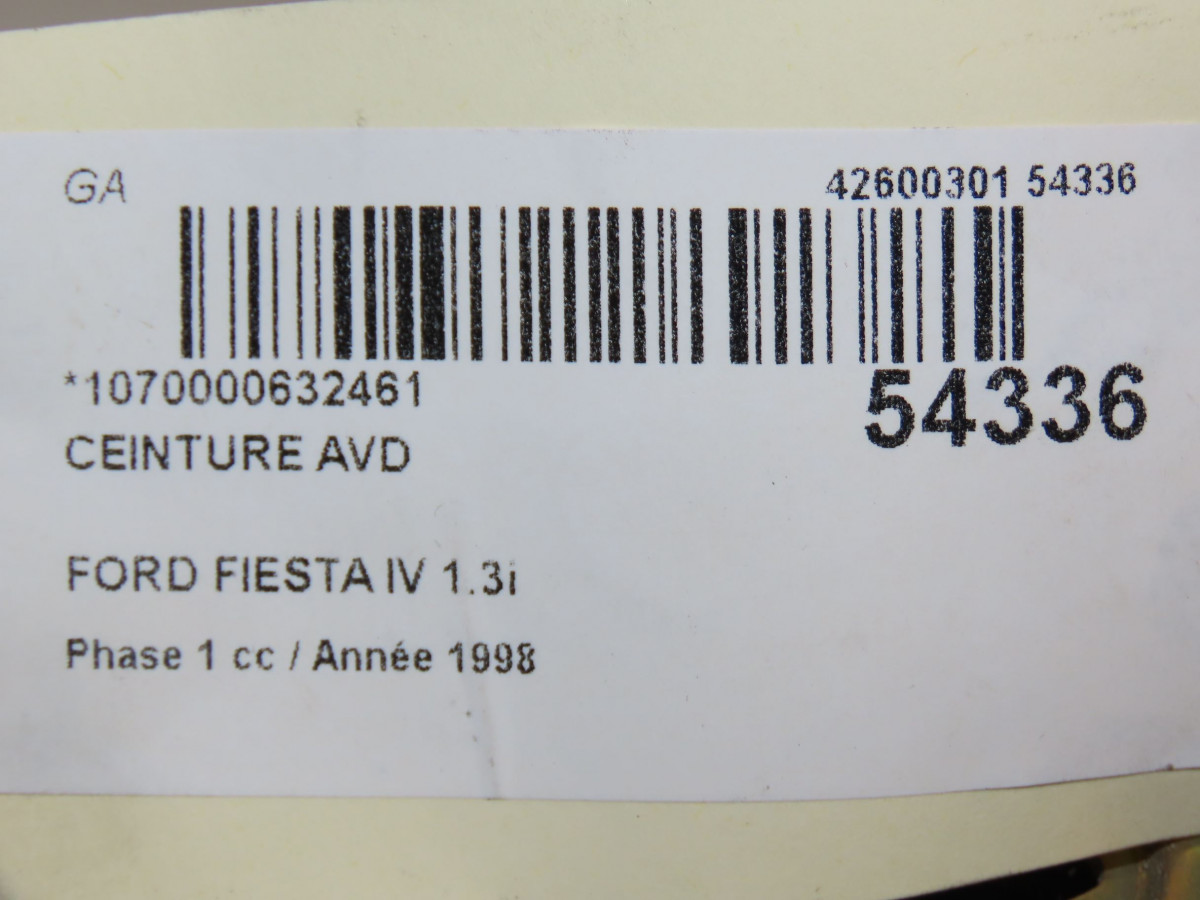 GA
42600301 54336
*1070000632461
54336
CEINTURE AVD
FORD FIESTA IV 1.3i
Phase 1 cc / Année 1998